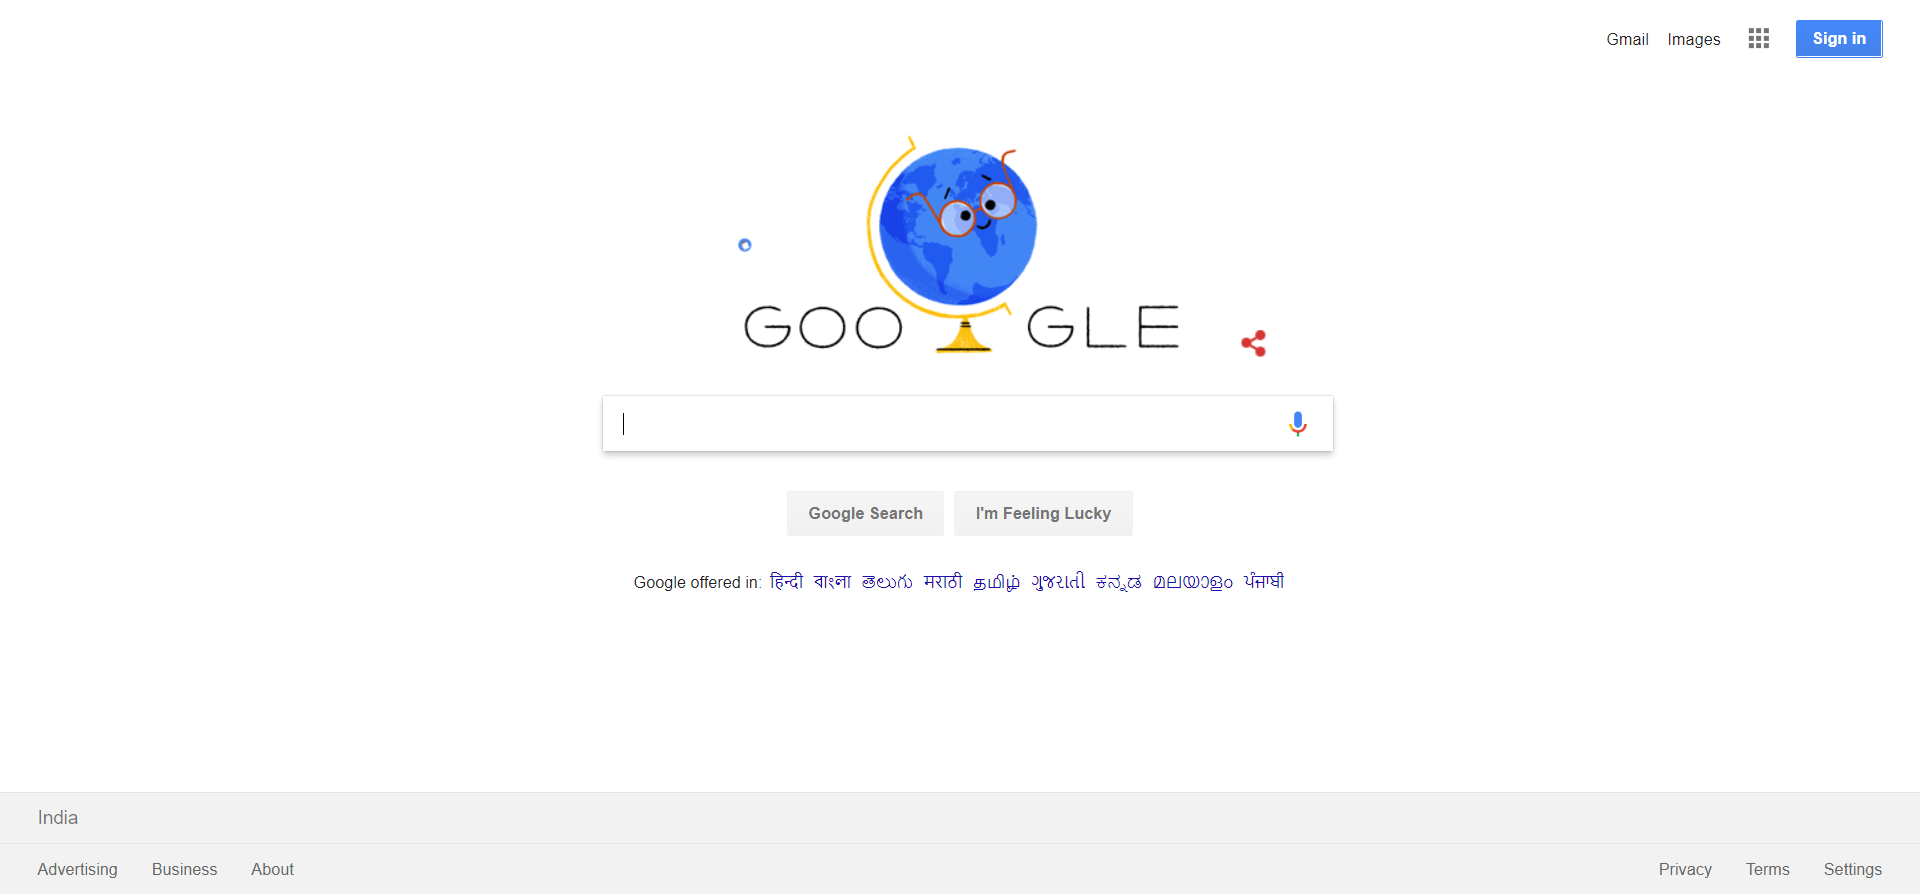 Gmail Images Sign in
GOO GLE
Google Search I'm Feeling Lucky
Google offered in: हिन्दी বাংলা తెలుగు मराठी தமிழ் ગુજરાતી ಕನ್ನಡ മലയാളം ਪੰਜਾਬੀ
India
Advertising Business About Privacy Terms Settings